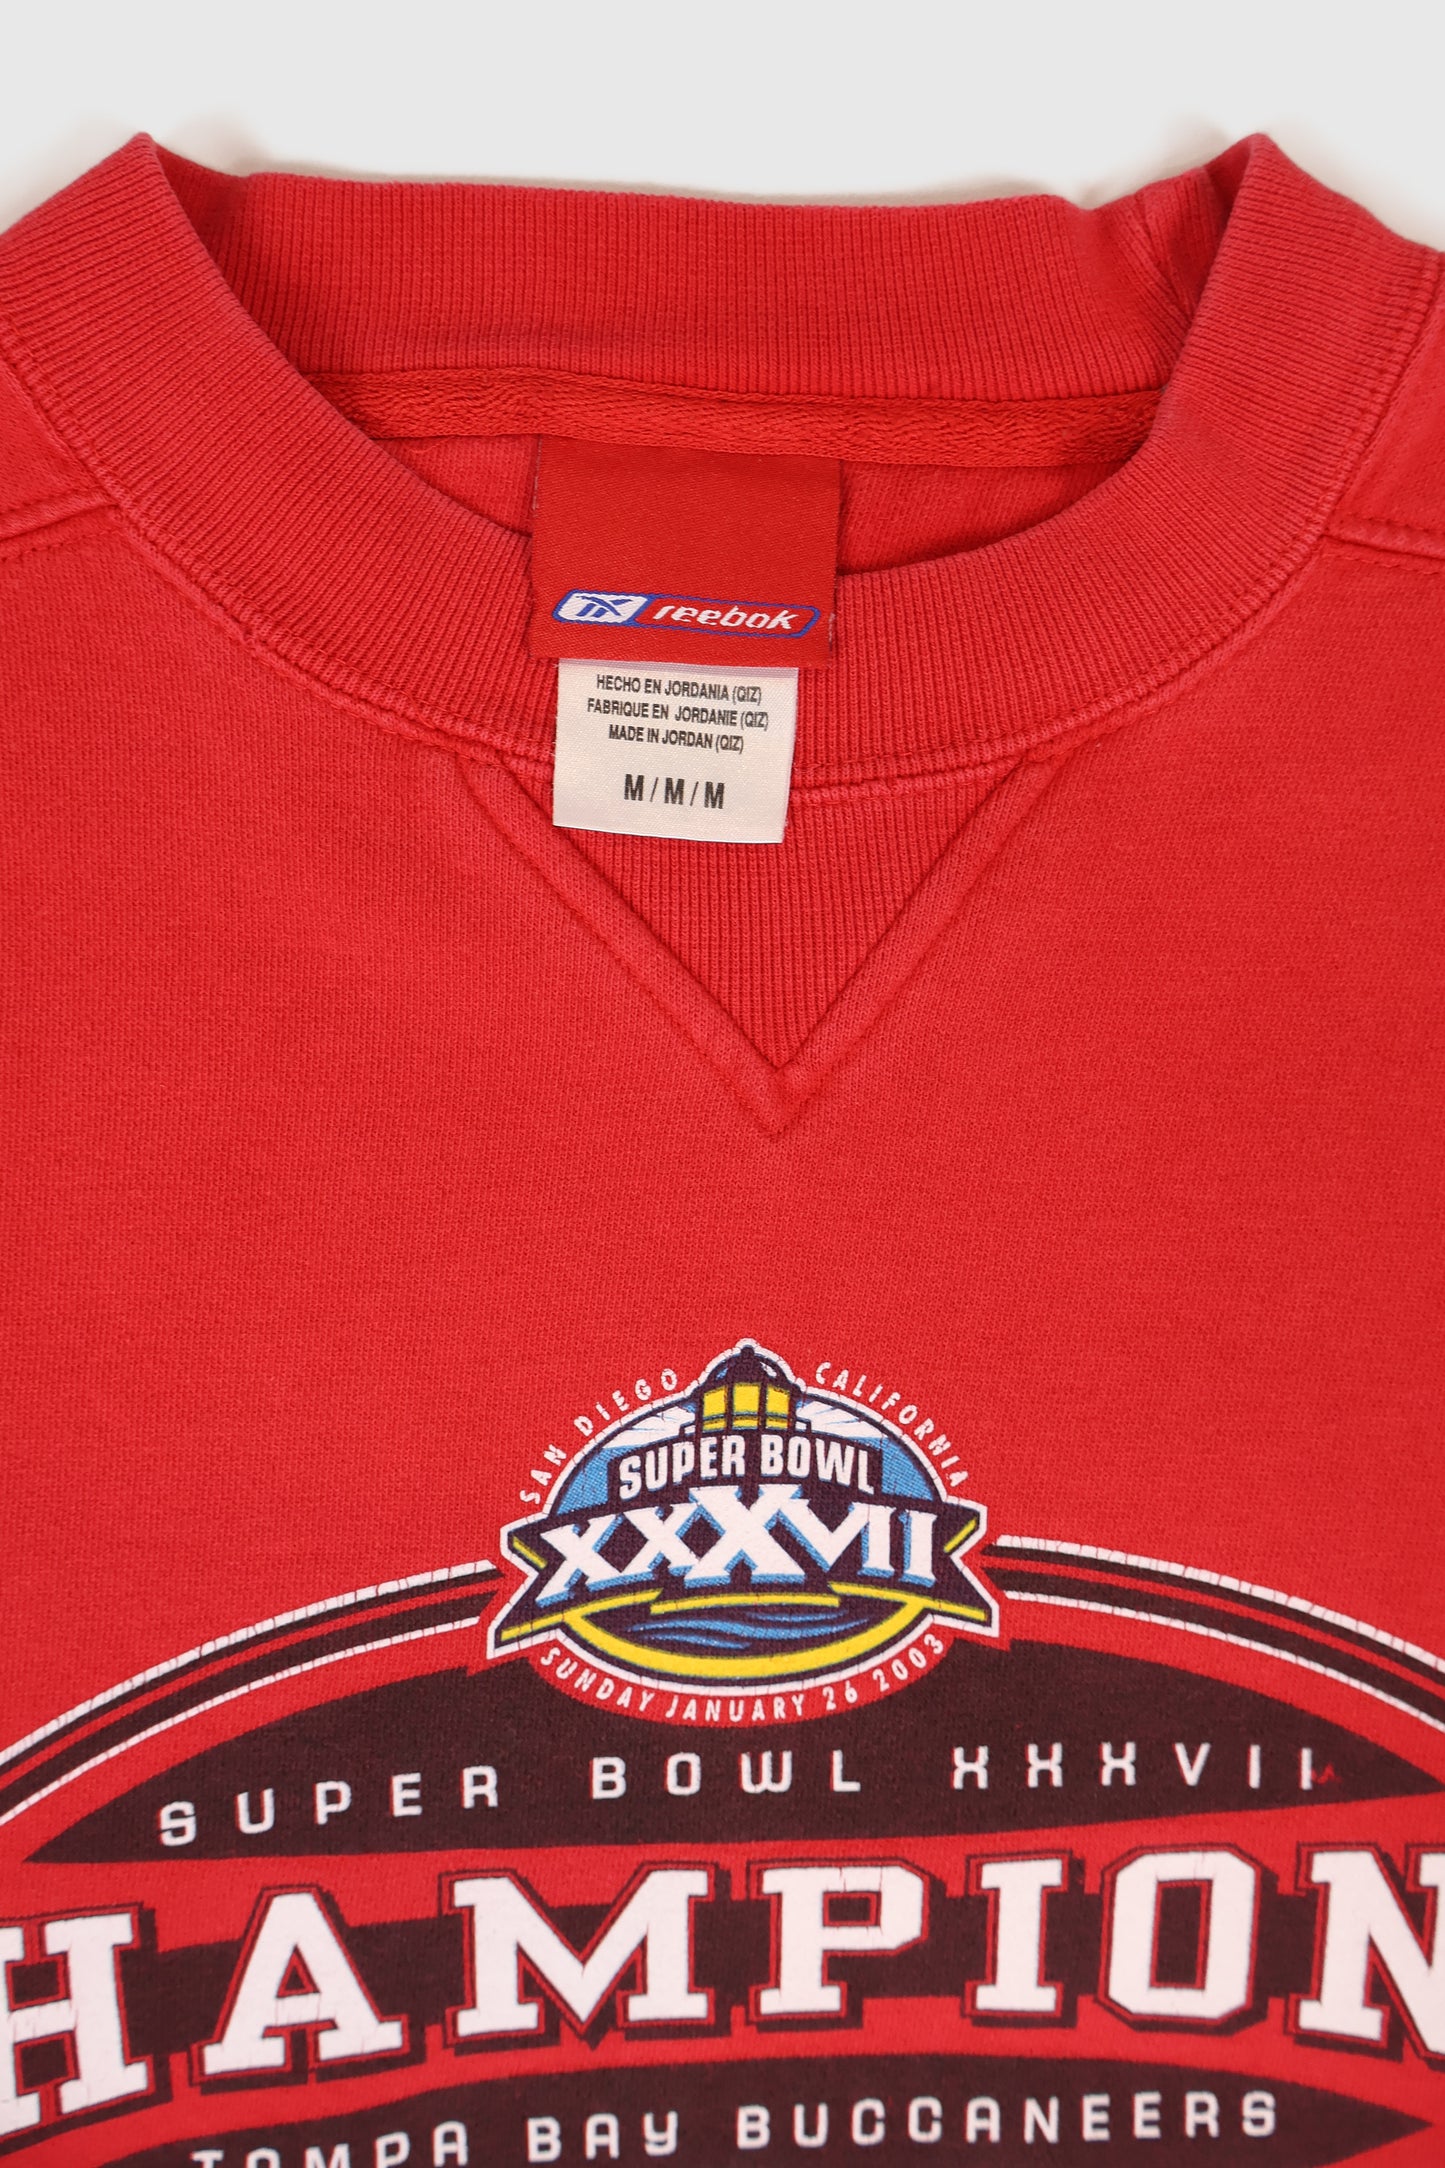 reebok
HECHO EN JORDANIA (QIZ)
FABRIQUE EN JORDANIE (QIZ)
MADE IN JORDAN (QIZ)
M / M / M
SAN DIEGO CALIFORNIA
SUPER BOWL
XXXVII
SUNDAY JANUARY 26 2003
SUPER BOWL XXXVII
HAMPION
TAMPA BAY BUCCANEERS